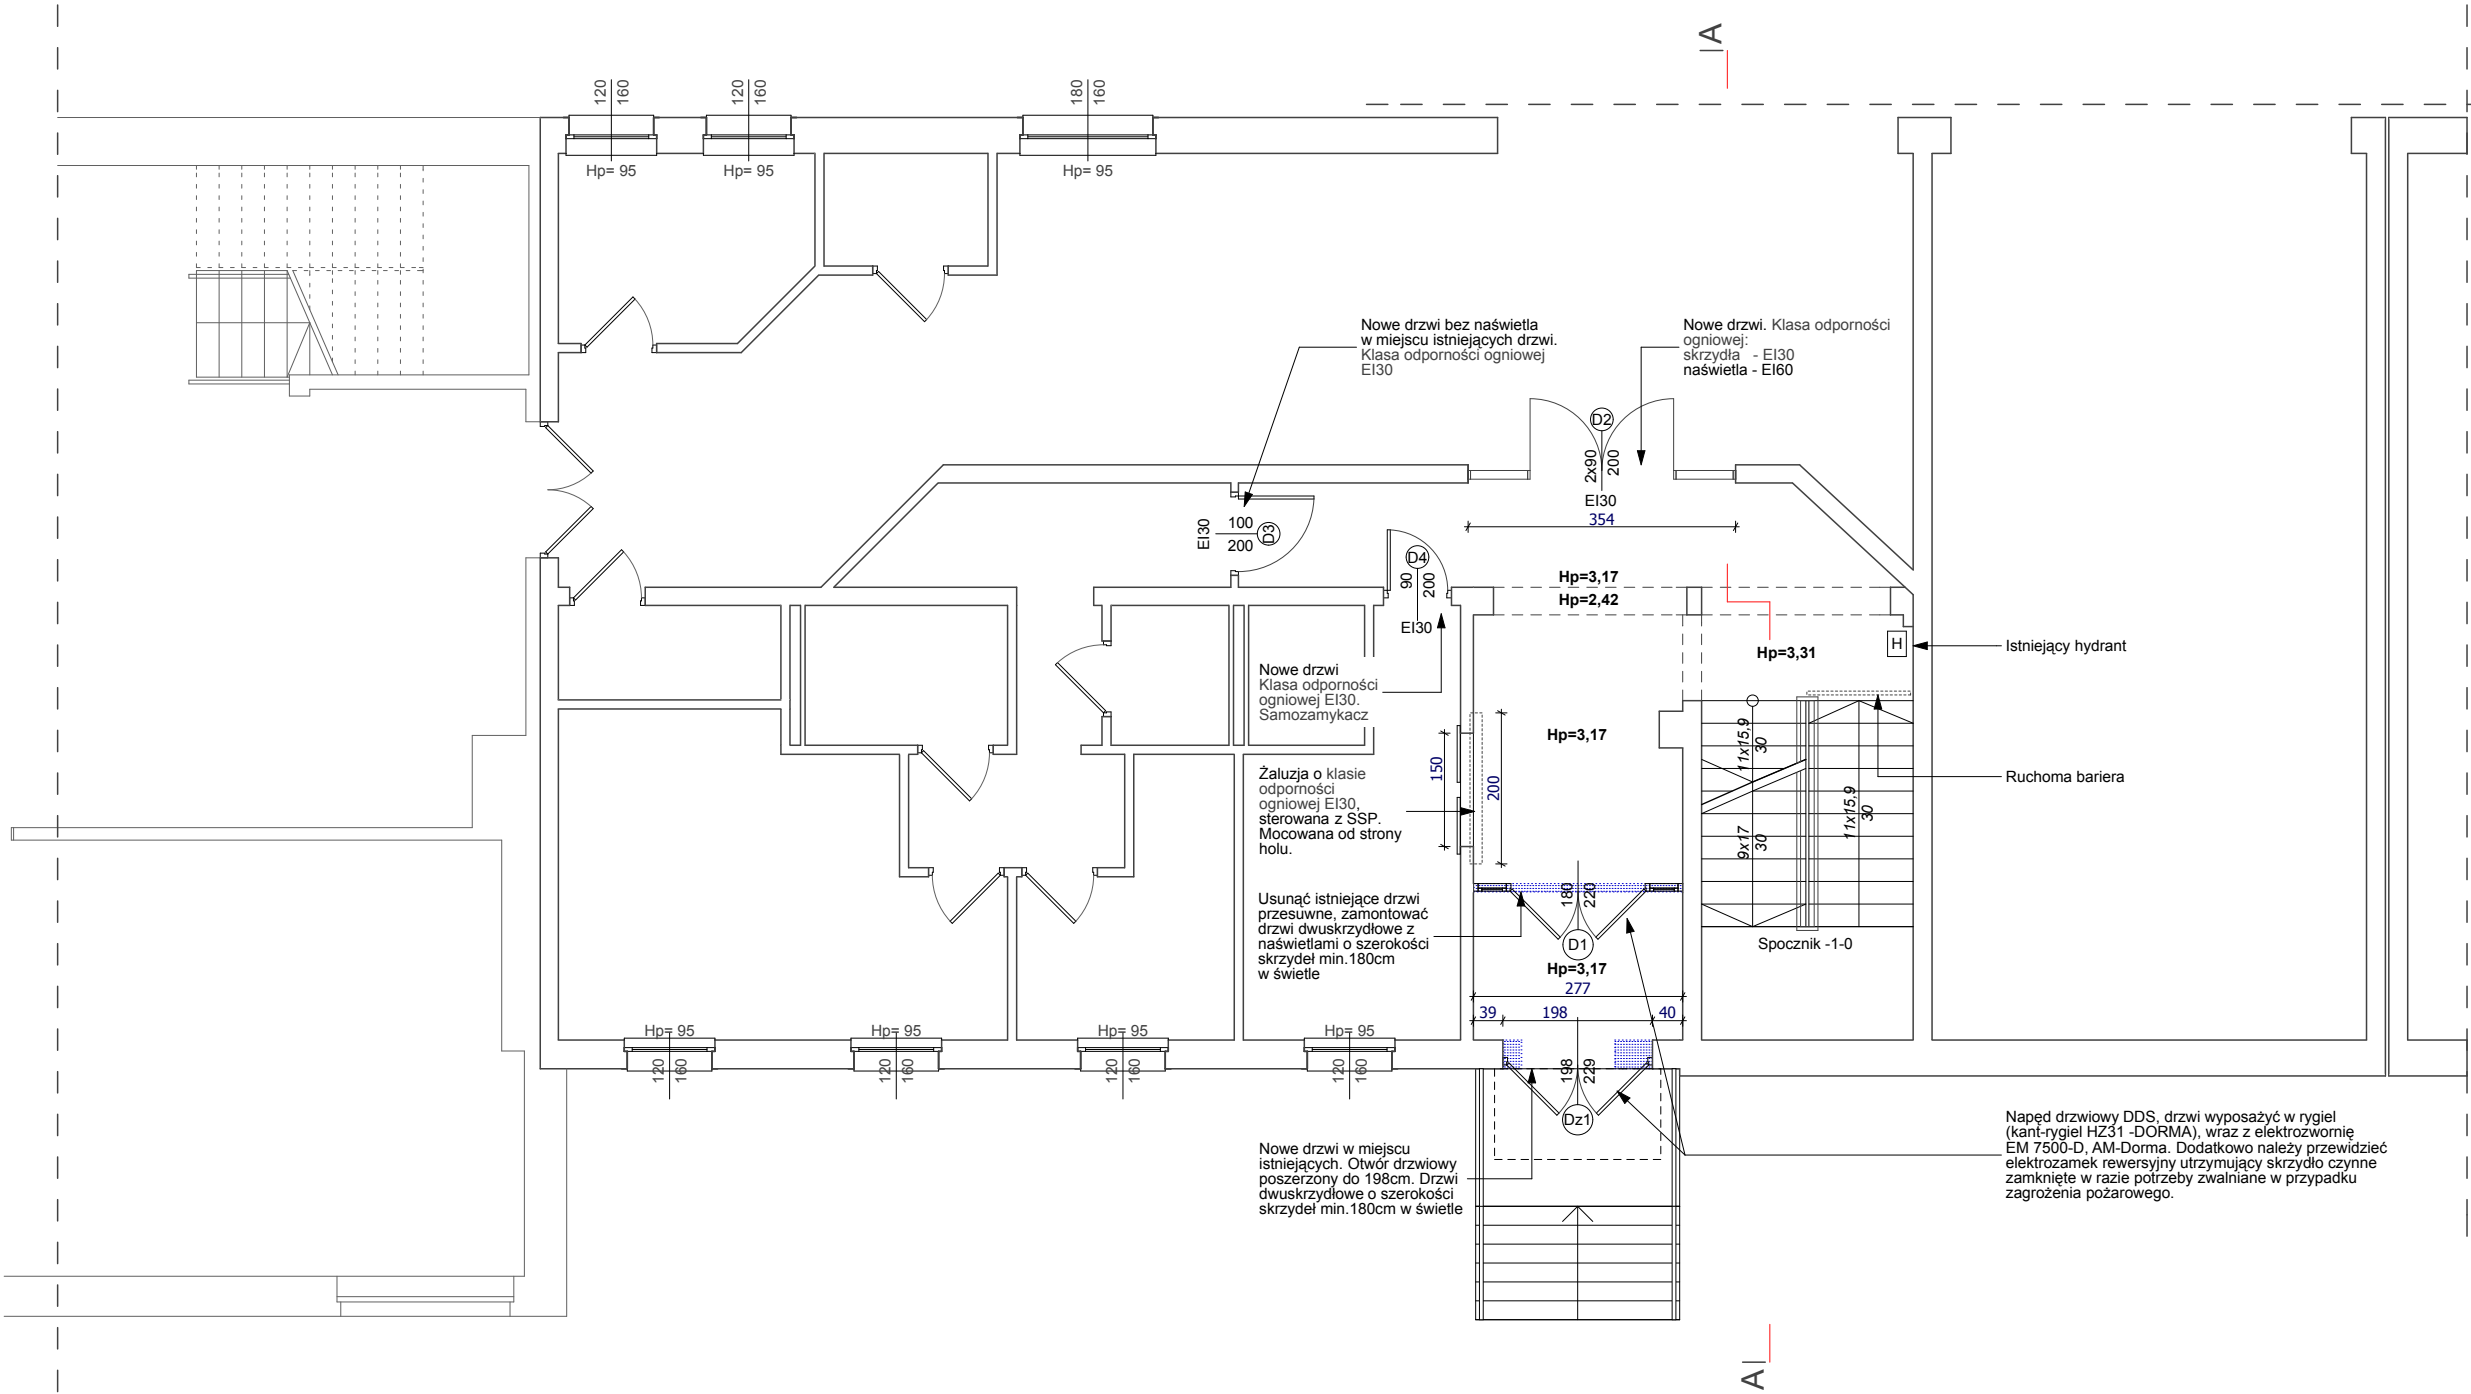 A
120
160
120
160
180
160
Hp= 95
Hp= 95
Hp= 95
Nowe drzwi bez naświetla
w miejscu istniejących drzwi.
Klasa odporności ogniowej
EI30
Nowe drzwi. Klasa odporności
ogniowej:
skrzydła - EI30
naświetla - EI60
D2
2x90
200
EI30
354
EI30
100
200
D3
D4
90
200
EI30
Hp=3,17
Hp=2,42
Hp=3,31
H
Istniejący hydrant
Nowe drzwi
Klasa odporności
ogniowej EI30.
Samozamykacz
Hp=3,17
150
200
11x15,9
30
9x17
30
11x15,9
30
Ruchoma bariera
Żaluzja o klasie
odporności
ogniowej EI30,
sterowana z SSP.
Mocowana od strony
holu.
180
220
D1
Usunąć istniejące drzwi
przesuwne, zamontować
drzwi dwuskrzydłowe z
naświetlami o szerokości
skrzydeł min.180cm
w świetle
Spocznik -1-0
Hp=3,17
277
39
198
40
Hp= 95
Hp= 95
Hp= 95
Hp= 95
120
160
120
160
120
160
120
160
198
229
Dz1
Nowe drzwi w miejscu
istniejących. Otwór drzwiowy
poszerzony do 198cm. Drzwi
dwuskrzydłowe o szerokości
skrzydeł min.180cm w świetle
Napęd drzwiowy DDS, drzwi wyposażyć w rygiel
(kant-rygiel HZ31 -DORMA), wraz z elektrozwornię
EM 7500-D, AM-Dorma. Dodatkowo należy przewidzieć
elektrozamek rewersyjny utrzymujący skrzydło czynne
zamknięte w razie potrzeby zwalniane w przypadku
zagrożenia pożarowego.
A